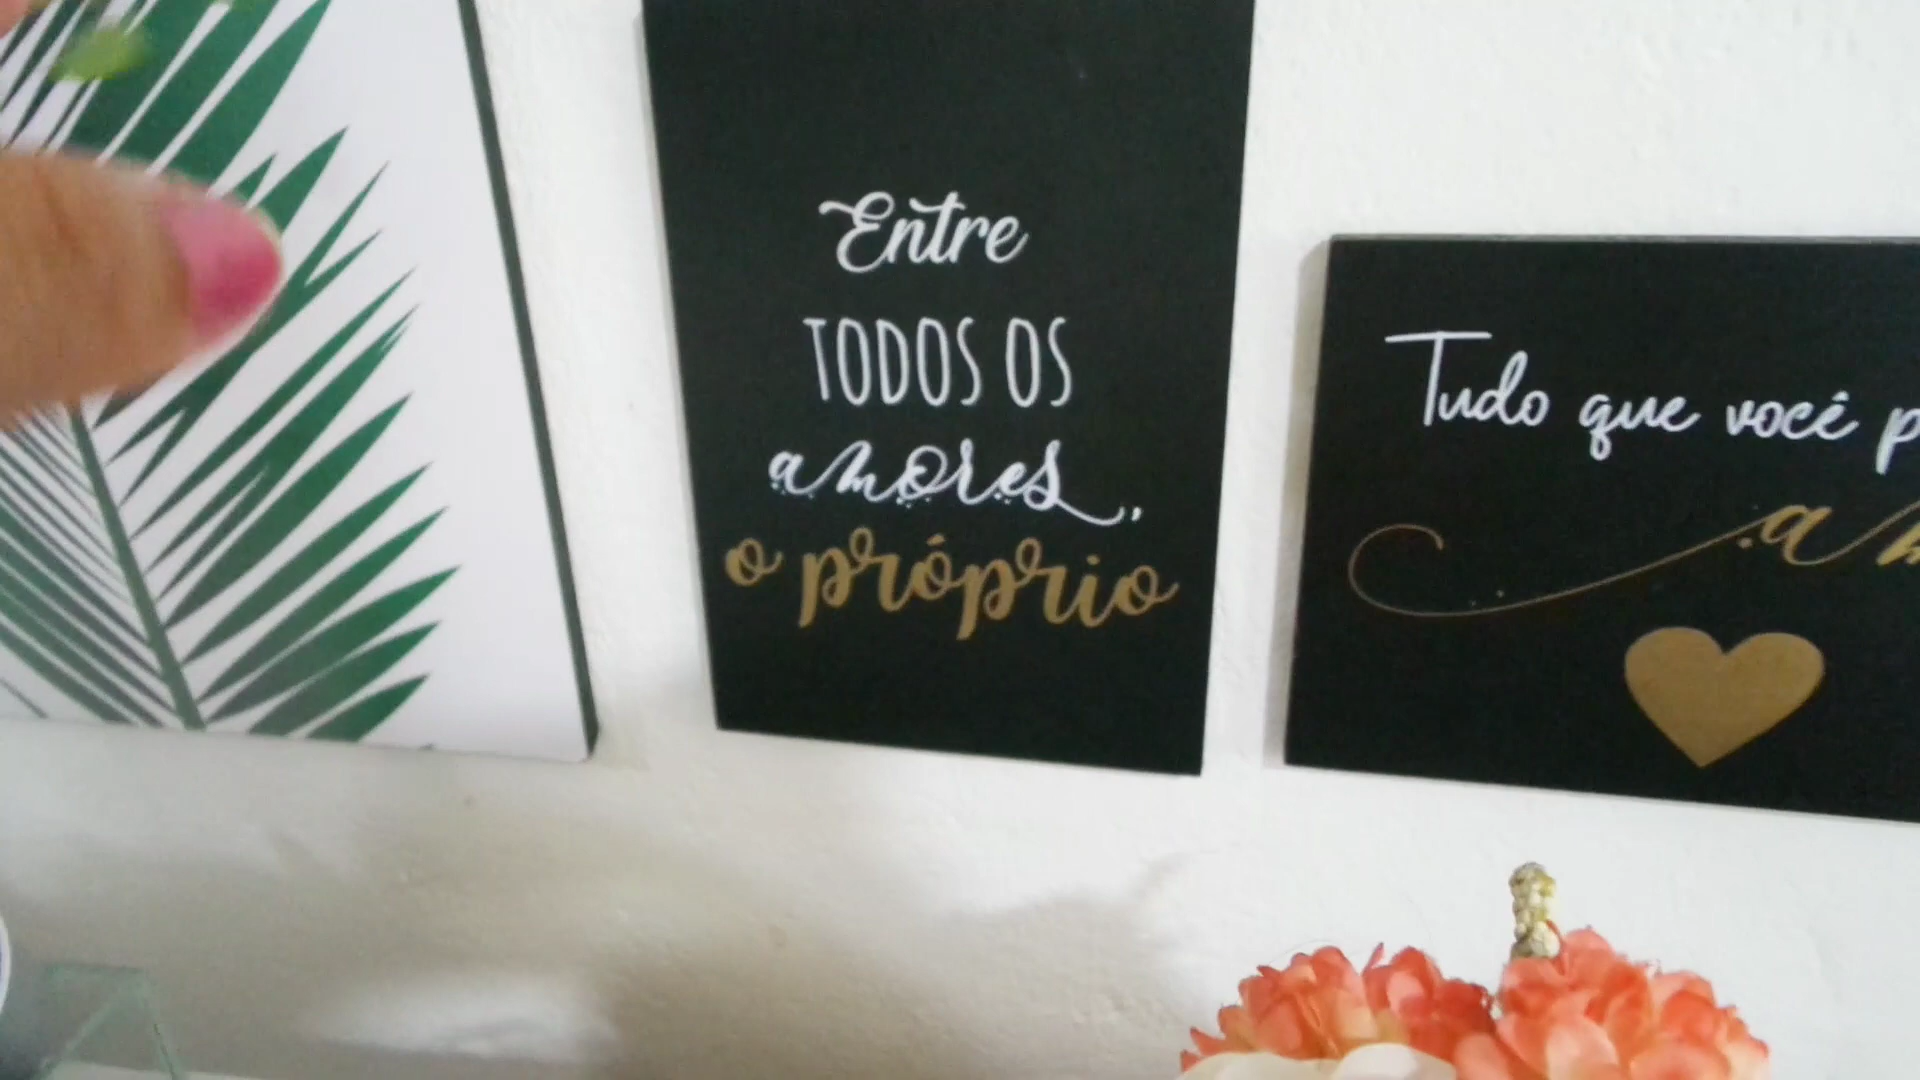 Entre
TODOS OS
amores,
o próprio
Tudo que você